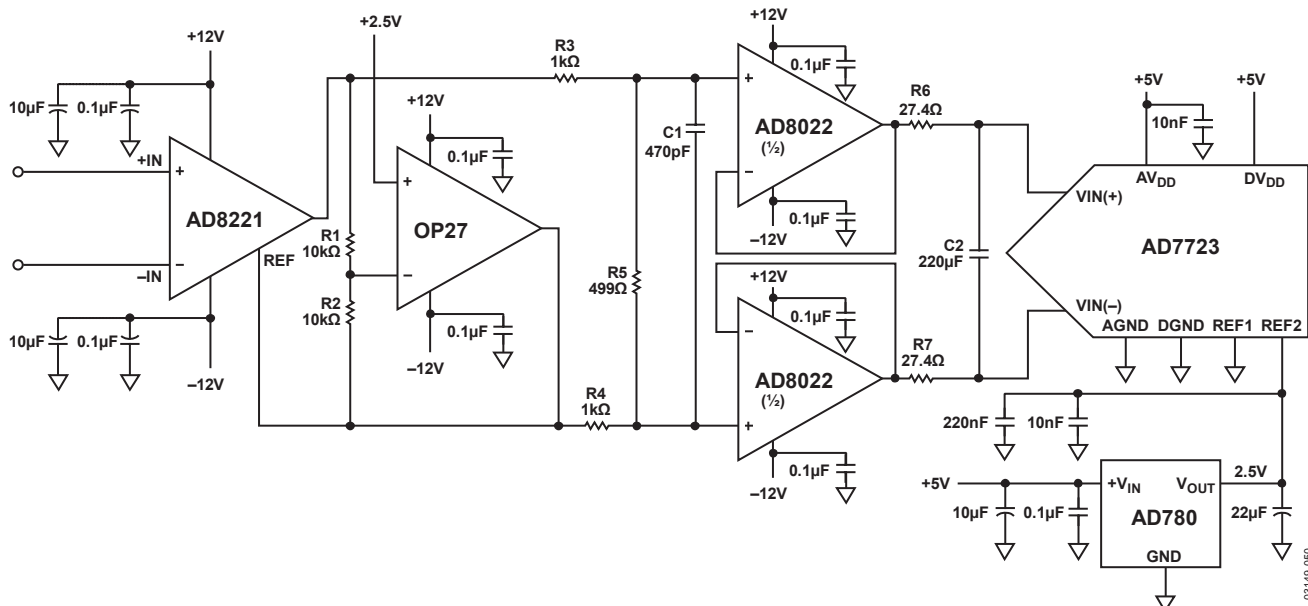 +12V
10µF
0.1µF
+IN
+
AD8221
REF
–
–IN
10µF
0.1µF
–12V
+2.5V
R1
10kΩ
R2
10kΩ
+12V
0.1µF
+
OP27
–
0.1µF
–12V
R3
1kΩ
R5
499Ω
R4
1kΩ
C1
470pF
+12V
0.1µF
+
AD8022
(½)
–
0.1µF
–12V
+12V
0.1µF
–
AD8022
(½)
+
0.1µF
–12V
R6
27.4Ω
C2
220µF
R7
27.4Ω
+5V
+5V
10nF
AVDD
DVDD
VIN(+)
AD7723
VIN(–)
AGND DGND REF1 REF2
220nF
10nF
+5V
10µF
0.1µF
+VIN
VOUT
AD780
GND
2.5V
22µF
03149-059